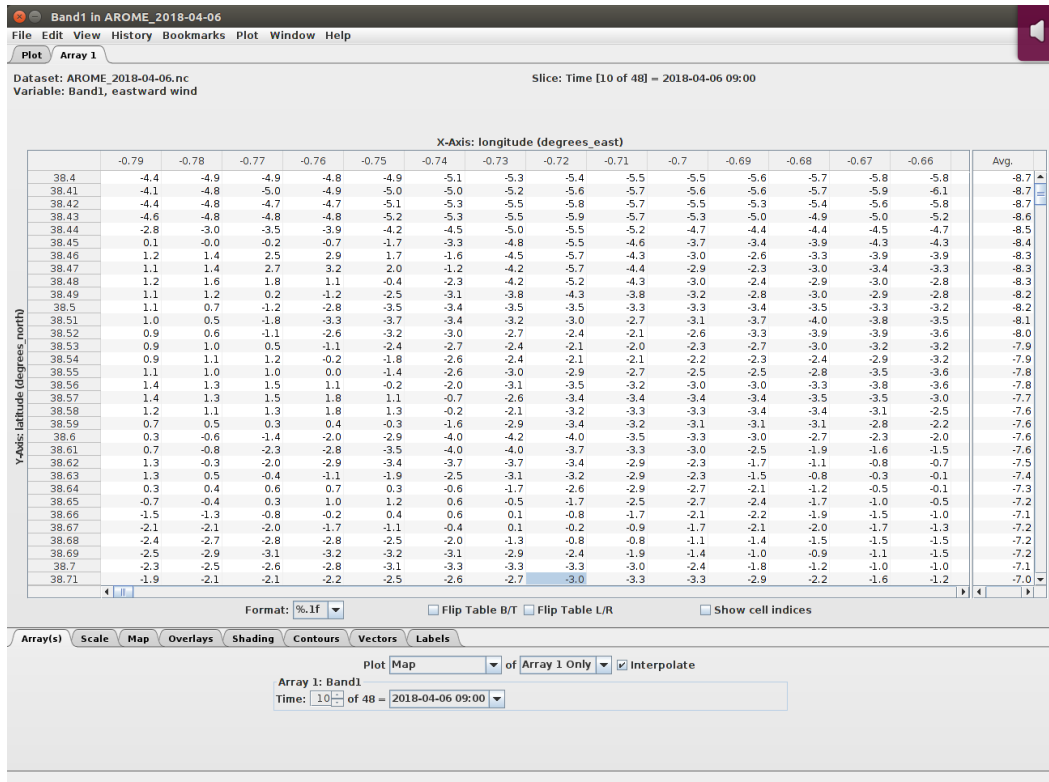 Band1 in AROME_2018-04-06
File Edit View History Bookmarks Plot Window Help
Plot Array 1
Dataset: AROME_2018-04-06.nc Slice: Time [10 of 48] = 2018-04-06 09:00
Variable: Band1, eastward wind
X-Axis: longitude (degrees_east)
-0.79 -0.78 -0.77 -0.76 -0.75 -0.74 -0.73 -0.72 -0.71 -0.7 -0.69 -0.68 -0.67 -0.66 Avg.
Y-Axis: latitude (degrees_north)
38.4 -4.4 -4.9 -4.9 -4.8 -4.9 -5.1 -5.3 -5.4 -5.5 -5.5 -5.6 -5.7 -5.8 -5.8 -8.7
38.41 -4.1 -4.8 -5.0 -4.9 -5.0 -5.0 -5.2 -5.6 -5.7 -5.6 -5.6 -5.7 -5.9 -6.1 -8.7
38.42 -4.4 -4.8 -4.7 -4.7 -5.1 -5.3 -5.5 -5.8 -5.7 -5.5 -5.3 -5.4 -5.6 -5.8 -8.7
38.43 -4.6 -4.8 -4.8 -4.8 -5.2 -5.3 -5.5 -5.9 -5.7 -5.3 -5.0 -4.9 -5.0 -5.2 -8.6
38.44 -2.8 -3.0 -3.5 -3.9 -4.2 -4.5 -5.0 -5.5 -5.2 -4.7 -4.4 -4.4 -4.5 -4.7 -8.5
38.45 0.1 -0.0 -0.2 -0.7 -1.7 -3.3 -4.8 -5.5 -4.6 -3.7 -3.4 -3.9 -4.3 -4.3 -8.4
38.46 1.2 1.4 2.5 2.9 1.7 -1.6 -4.5 -5.7 -4.3 -3.0 -2.6 -3.3 -3.9 -3.9 -8.3
38.47 1.1 1.4 2.7 3.2 2.0 -1.2 -4.2 -5.7 -4.4 -2.9 -2.3 -3.0 -3.4 -3.3 -8.3
38.48 1.2 1.6 1.8 1.1 -0.4 -2.3 -4.2 -5.2 -4.3 -3.0 -2.4 -2.9 -3.0 -2.8 -8.3
38.49 1.1 1.2 0.2 -1.2 -2.5 -3.1 -3.8 -4.3 -3.8 -3.2 -2.8 -3.0 -2.9 -2.8 -8.2
38.5 1.1 0.7 -1.2 -2.8 -3.5 -3.4 -3.5 -3.5 -3.3 -3.3 -3.4 -3.5 -3.3 -3.2 -8.2
38.51 1.0 0.5 -1.8 -3.3 -3.7 -3.4 -3.2 -3.0 -2.7 -3.1 -3.7 -4.0 -3.8 -3.5 -8.1
38.52 0.9 0.6 -1.1 -2.6 -3.2 -3.0 -2.7 -2.4 -2.1 -2.6 -3.3 -3.9 -3.9 -3.6 -8.0
38.53 0.9 1.0 0.5 -1.1 -2.4 -2.7 -2.4 -2.1 -2.0 -2.3 -2.7 -3.0 -3.2 -3.2 -7.9
38.54 0.9 1.1 1.2 -0.2 -1.8 -2.6 -2.4 -2.1 -2.1 -2.2 -2.3 -2.4 -2.9 -3.2 -7.9
38.55 1.1 1.0 1.0 0.0 -1.4 -2.6 -3.0 -2.9 -2.7 -2.5 -2.5 -2.8 -3.5 -3.6 -7.8
38.56 1.4 1.3 1.5 1.1 -0.2 -2.0 -3.1 -3.5 -3.2 -3.0 -3.0 -3.3 -3.8 -3.6 -7.8
38.57 1.4 1.3 1.5 1.8 1.1 -0.7 -2.6 -3.4 -3.4 -3.4 -3.4 -3.5 -3.5 -3.0 -7.7
38.58 1.2 1.1 1.3 1.8 1.3 -0.2 -2.1 -3.2 -3.3 -3.3 -3.4 -3.4 -3.1 -2.5 -7.6
38.59 0.7 0.5 0.3 0.4 -0.3 -1.6 -2.9 -3.4 -3.2 -3.1 -3.1 -3.1 -2.8 -2.2 -7.6
38.6 0.3 -0.6 -1.4 -2.0 -2.9 -4.0 -4.2 -4.0 -3.5 -3.3 -3.0 -2.7 -2.3 -2.0 -7.6
38.61 0.7 -0.8 -2.3 -2.8 -3.5 -4.0 -4.0 -3.7 -3.3 -3.0 -2.5 -1.9 -1.6 -1.5 -7.6
38.62 1.3 -0.3 -2.0 -2.9 -3.4 -3.7 -3.7 -3.4 -2.9 -2.3 -1.7 -1.1 -0.8 -0.7 -7.5
38.63 1.3 0.5 -0.4 -1.1 -1.9 -2.5 -3.1 -3.2 -2.9 -2.3 -1.5 -0.8 -0.3 -0.1 -7.4
38.64 0.3 0.4 0.6 0.7 0.3 -0.6 -1.7 -2.6 -2.9 -2.7 -2.1 -1.2 -0.5 -0.1 -7.3
38.65 -0.7 -0.4 0.3 1.0 1.2 0.6 -0.5 -1.7 -2.5 -2.7 -2.4 -1.7 -1.0 -0.5 -7.2
38.66 -1.5 -1.3 -0.8 -0.2 0.4 0.6 0.1 -0.8 -1.7 -2.1 -2.2 -1.9 -1.5 -1.0 -7.1
38.67 -2.1 -2.1 -2.0 -1.7 -1.1 -0.4 0.1 -0.2 -0.9 -1.7 -2.1 -2.0 -1.7 -1.3 -7.2
38.68 -2.4 -2.7 -2.8 -2.8 -2.5 -2.0 -1.3 -0.8 -0.8 -1.1 -1.4 -1.5 -1.5 -1.5 -7.2
38.69 -2.5 -2.9 -3.1 -3.2 -3.2 -3.1 -2.9 -2.4 -1.9 -1.4 -1.0 -0.9 -1.1 -1.5 -7.2
38.7 -2.3 -2.5 -2.6 -2.8 -3.1 -3.3 -3.3 -3.3 -3.0 -2.4 -1.8 -1.2 -1.0 -1.0 -7.1
38.71 -1.9 -2.1 -2.1 -2.2 -2.5 -2.6 -2.7 -3.0 -3.3 -3.3 -2.9 -2.2 -1.6 -1.2 -7.0
Format: %.1f Flip Table B/T Flip Table L/R Show cell indices
Array(s) Scale Map Overlays Shading Contours Vectors Labels
Plot Map of Array 1 Only Interpolate
Array 1: Band1
Time: 10 of 48 = 2018-04-06 09:00